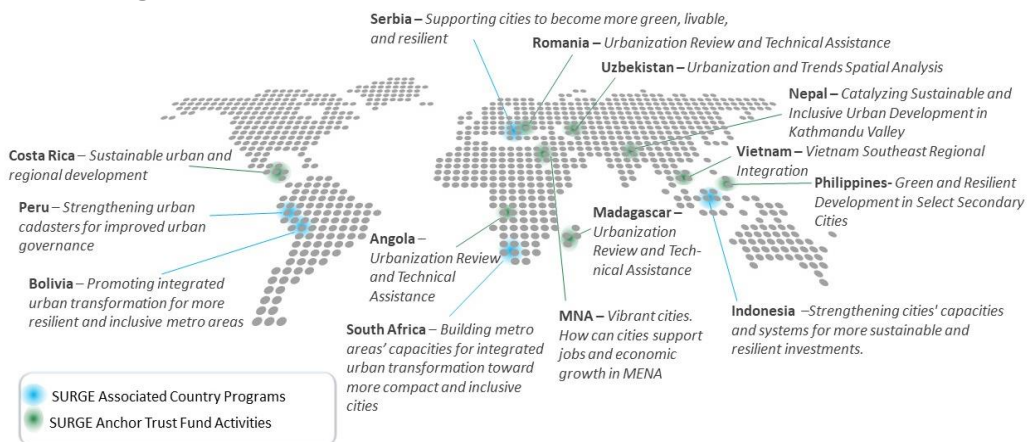 Serbia – Supporting cities to become more green, livable,
and resilient
Romania – Urbanization Review and Technical Assistance
Uzbekistan – Urbanization and Trends Spatial Analysis
Nepal – Catalyzing Sustainable and
Inclusive Urban Development in
Kathmandu Valley
Costa Rica – Sustainable urban and
regional development
Vietnam – Vietnam Southeast Regional
Integration
Philippines- Green and Resilient
Development in Select Secondary
Cities
Peru – Strengthening urban
cadasters for improved urban
governance
Madagascar –
Urbanization
Review and Tech-
nical Assistance
Angola –
Urbanization Review
and Technical
Assistance
Bolivia – Promoting integrated
urban transformation for more
resilient and inclusive metro areas
South Africa – Building metro
areas' capacities for integrated
urban transformation toward
more compact and inclusive
cities
MNA – Vibrant cities.
How can cities support
jobs and economic
growth in MENA
Indonesia –Strengthening cities' capacities
and systems for more sustainable and
resilient investments.
SURGE Associated Country Programs
SURGE Anchor Trust Fund Activities